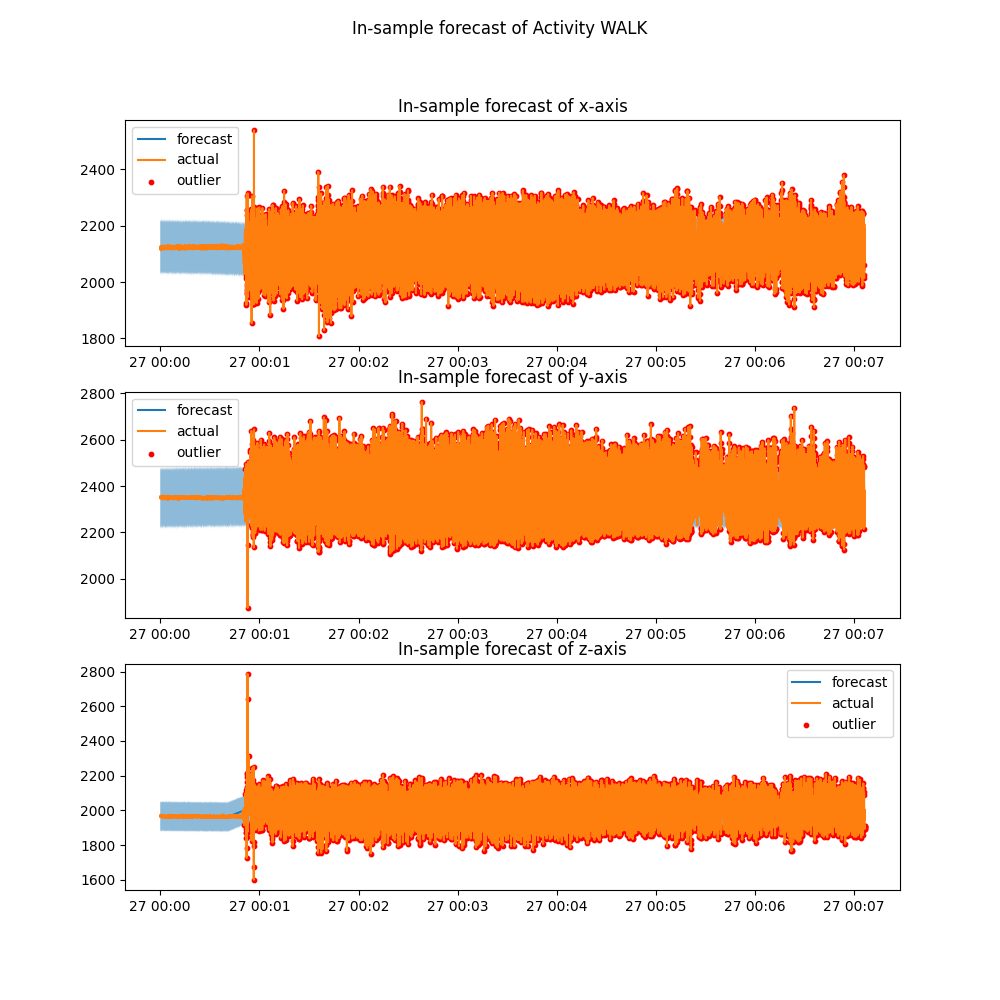 In-sample forecast of Activity WALK
In-sample forecast of x-axis
forecast
actual
outlier
2400
2200
2000
1800
27 00:00 27 00:01 27 00:02 27 00:03 27 00:04 27 00:05 27 00:06 27 00:07
In-sample forecast of y-axis
forecast
actual
outlier
2800
2600
2400
2200
2000
27 00:00 27 00:01 27 00:02 27 00:03 27 00:04 27 00:05 27 00:06 27 00:07
In-sample forecast of z-axis
forecast
actual
outlier
2800
2600
2400
2200
2000
1800
1600
27 00:00 27 00:01 27 00:02 27 00:03 27 00:04 27 00:05 27 00:06 27 00:07